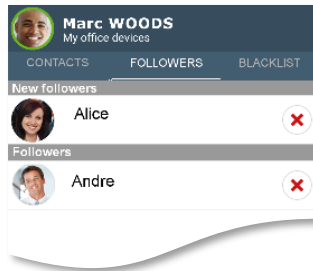 Marc WOODS
My office devices
CONTACTS FOLLOWERS BLACKLIST
New followers
Alice
Followers
Andre